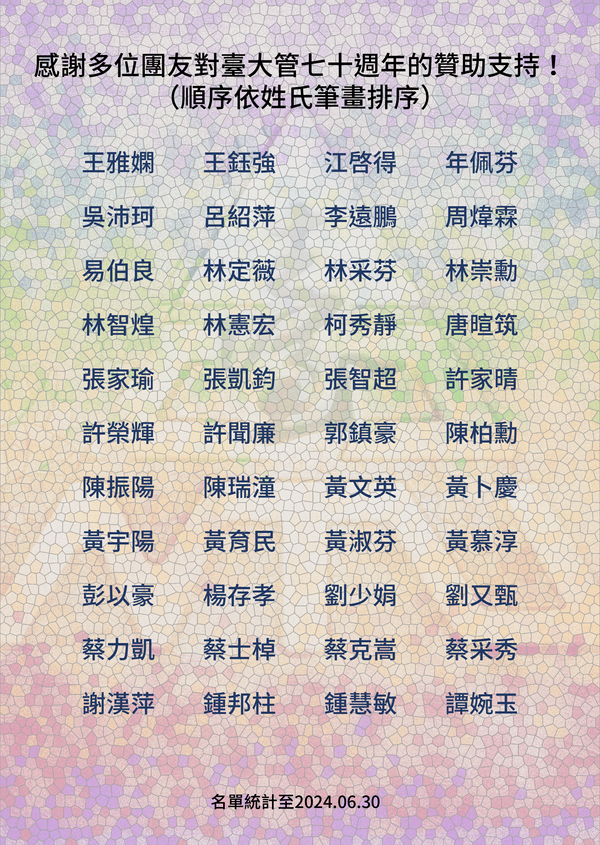 感謝多位團友對臺大管七十週年的贊助支持！
（順序依姓氏筆畫排序）
王雅嫻 王鈺強 江啓得 年佩芬
吳沛珂 呂紹萍 李遠鵬 周煒霖
易伯良 林定薇 林采芬 林崇勳
林智煌 林憲宏 柯秀靜 唐暄筑
張家瑜 張凱鈞 張智超 許家晴
許榮輝 許聞廉 郭鎮豪 陳柏勳
陳振陽 陳瑞潼 黃文英 黃卜慶
黃宇陽 黃育民 黃淑芬 黃慕淳
彭以豪 楊存孝 劉少娟 劉又甄
蔡力凱 蔡士棹 蔡克嵩 蔡采秀
謝漢萍 鍾邦柱 鍾慧敏 譚婉玉
名單統計至2024.06.30